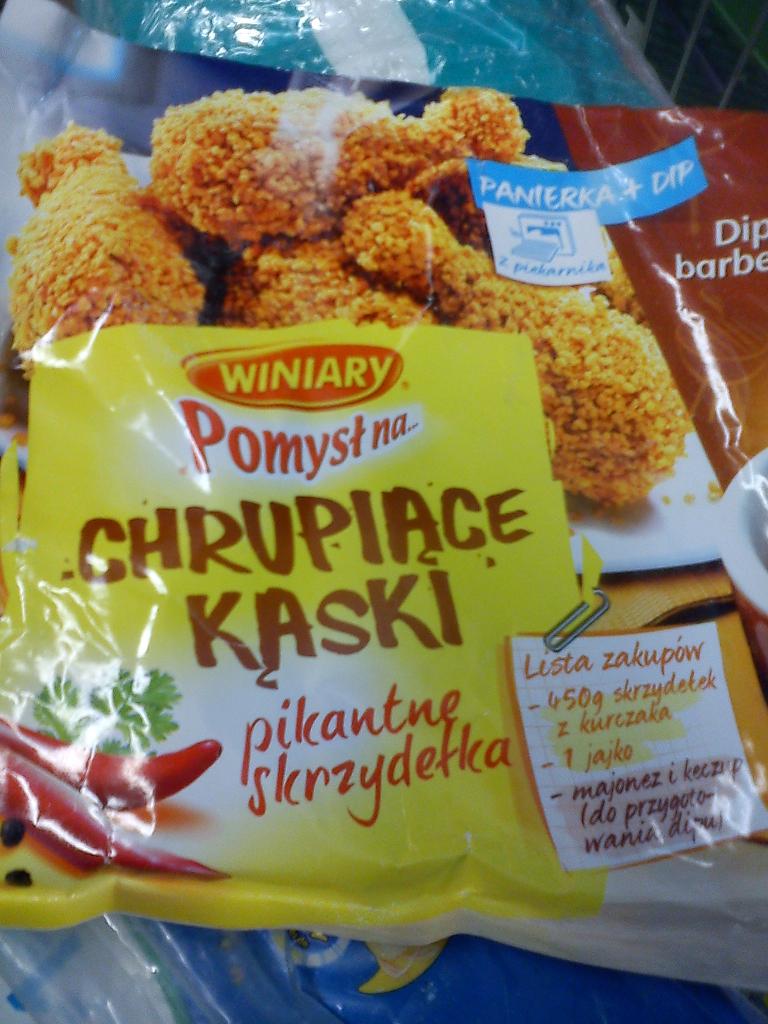 PANIERKA + DIP
z piekarnika
Dip
barbe
WINIARY
Pomysł na...
CHRUPIĄCE
KĄSKI
pikantne
skrzydełka
Lista zakupów
- 450g skrzydełek
z kurczaka
- 1 jajko
- majonez i keczup
(do przygoto-
wania dipu)